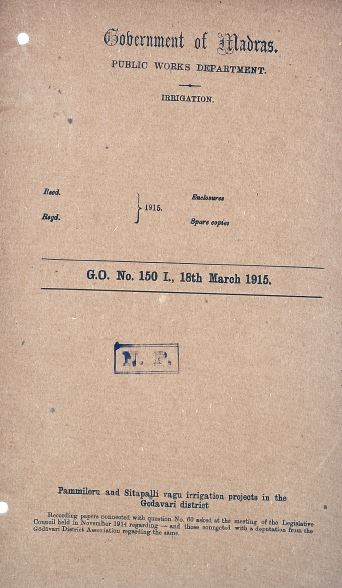 Government of Madras.
PUBLIC WORKS DEPARTMENT.
IRRIGATION.
Recd.
Enclosures
1915.
Regd.
Spare copies
G.O. No. 150 I., 18th March 1915.
N. P.
Pammileru and Sitapalli vagu irrigation projects in the
Godavari district
Recording papers connected with question No. 60 asked at the meeting of the Legislative
Council held in November 1914 regarding — and those connected with a deputation from the
Godavari District Association regarding the same.